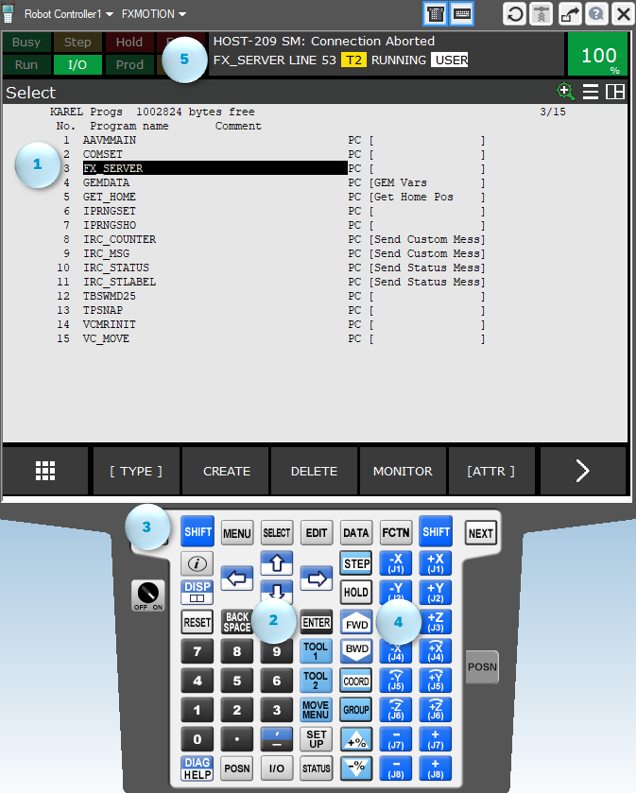 Robot Controller1 FXMOTION
Busy Step Hold
HOST-209 SM: Connection Aborted
Run I/O Prod
5
FX_SERVER LINE 53 T2 RUNNING USER
100
%
Select
KAREL Progs 1002824 bytes free 3/15
No. Program name Comment
1 AAVMMAIN PC [ ]
2 COMSET PC [ ]
1
3 FX_SERVER PC [ ]
4 GEMDATA PC [GEM Vars ]
5 GET_HOME PC [Get Home Pos ]
6 IPRNGSET PC [ ]
7 IPRNGSHO PC [ ]
8 IRC_COUNTER PC [Send Custom Mess]
9 IRC_MSG PC [Send Custom Mess]
10 IRC_STATUS PC [Send Status Mess]
11 IRC_STLABEL PC [Send Status Mess]
12 TBSWMD25 PC [ ]
13 TPSNAP PC [ ]
14 VCMRINIT PC [ ]
15 VC_MOVE PC [ ]
[ TYPE ] CREATE DELETE MONITOR [ATTR ] >
3 SHIFT MENU SELECT EDIT DATA FCTN SHIFT NEXT
i STEP -X (J1) +X (J1)
OFF ON DISP HOLD -Y (J2) +Y (J2)
RESET BACK SPACE 2 ENTER FWD 4 +Z (J3)
7 8 9 TOOL 1 BWD -X (J4) +X (J4)
POSN
4 5 6 TOOL 2 COORD -Y (J5) +Y (J5)
1 2 3 MOVE MENU GROUP -Z (J6) +Z (J6)
0 . , — SET UP +% - (J7) + (J7)
DIAG HELP POSN I/O STATUS -% - (J8) + (J8)